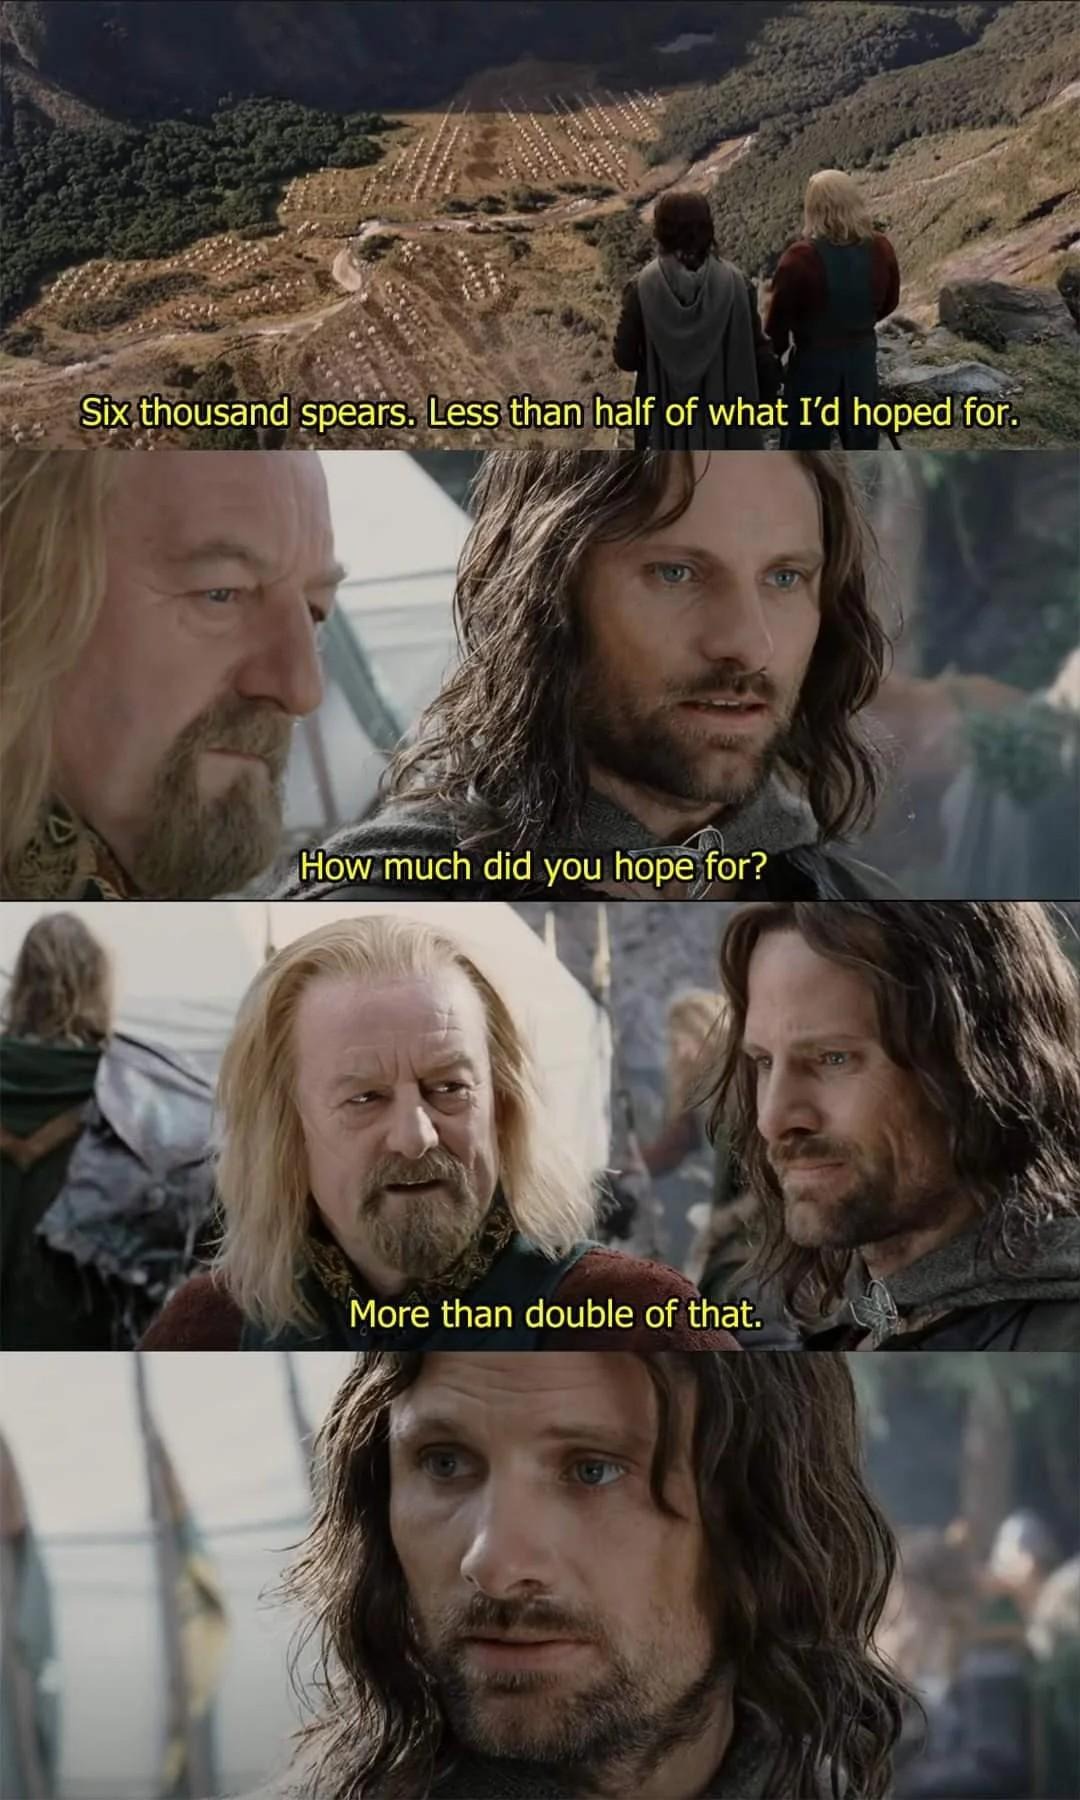 Six thousand spears. Less than half of what I'd hoped for.
How much did you hope for?
More than double of that.